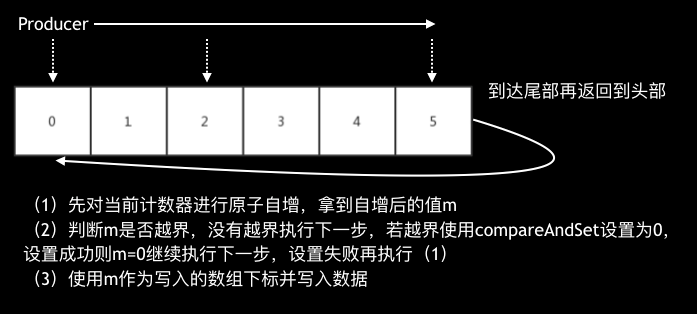 Producer
到达尾部再返回到头部
0 1 2 3 4 5
（1）先对当前计数器进行原子自增，拿到自增后的值m
（2）判断m是否越界，没有越界执行下一步，若越界使用compareAndSet设置为0，
设置成功则m=0继续执行下一步，设置失败再执行（1）
（3）使用m作为写入的数组下标并写入数据